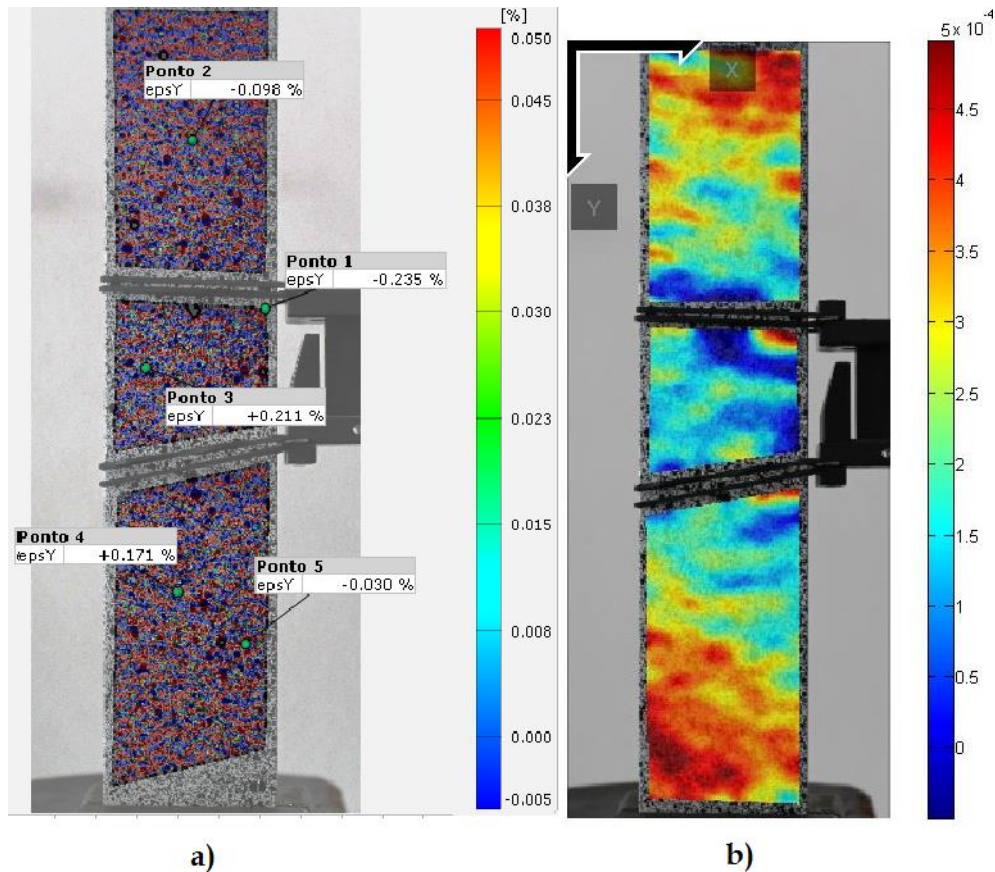 [%]
0.050
0.045
0.038
0.030
0.023
0.015
0.008
0.000
-0.005
Ponto 2
epsY -0.098 %
Ponto 1
epsY -0.235 %
Ponto 3
epsY +0.211 %
Ponto 4
epsY +0.171 %
Ponto 5
epsY -0.030 %
a)
X
Y
5 x 10⁻⁴
4.5
4
3.5
3
2.5
2
1.5
1
0
b)